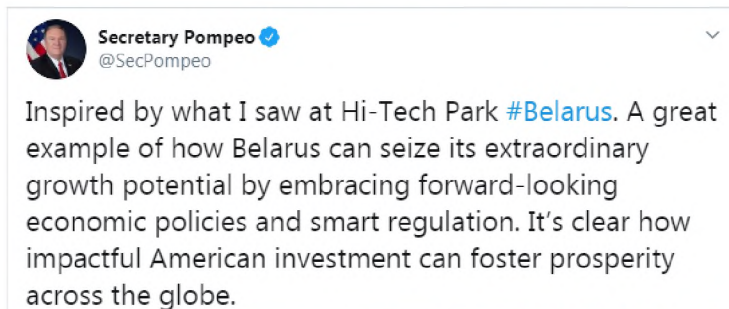 Secretary Pompeo
@SecPompeo
Inspired by what I saw at Hi-Tech Park #Belarus. A great
example of how Belarus can seize its extraordinary
growth potential by embracing forward-looking
economic policies and smart regulation. It’s clear how
impactful American investment can foster prosperity
across the globe.